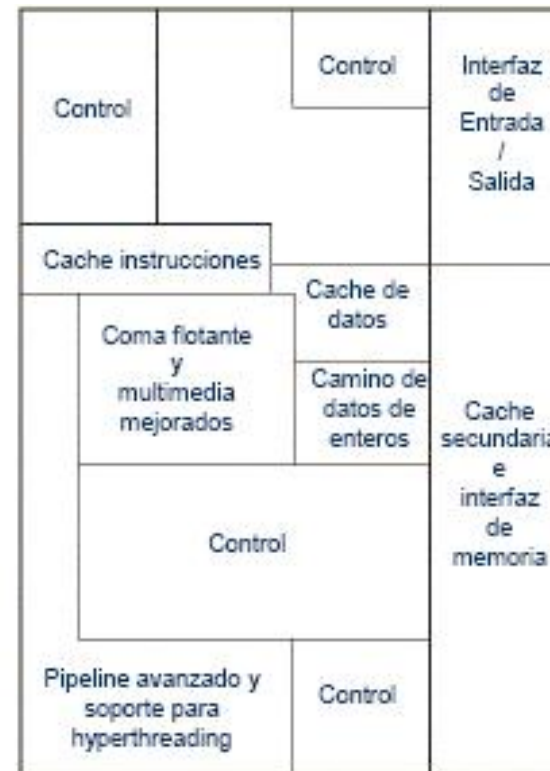 Control
Control
Interfaz
de
Entrada
/
Salida
Cache instrucciones
Cache de
datos
Coma flotante
y
multimedia
mejorados
Camino de
datos de
enteros
Cache
secundaria
e
interfaz
de
memoria
Control
Pipeline avanzado y
soporte para
hyperthreading
Control